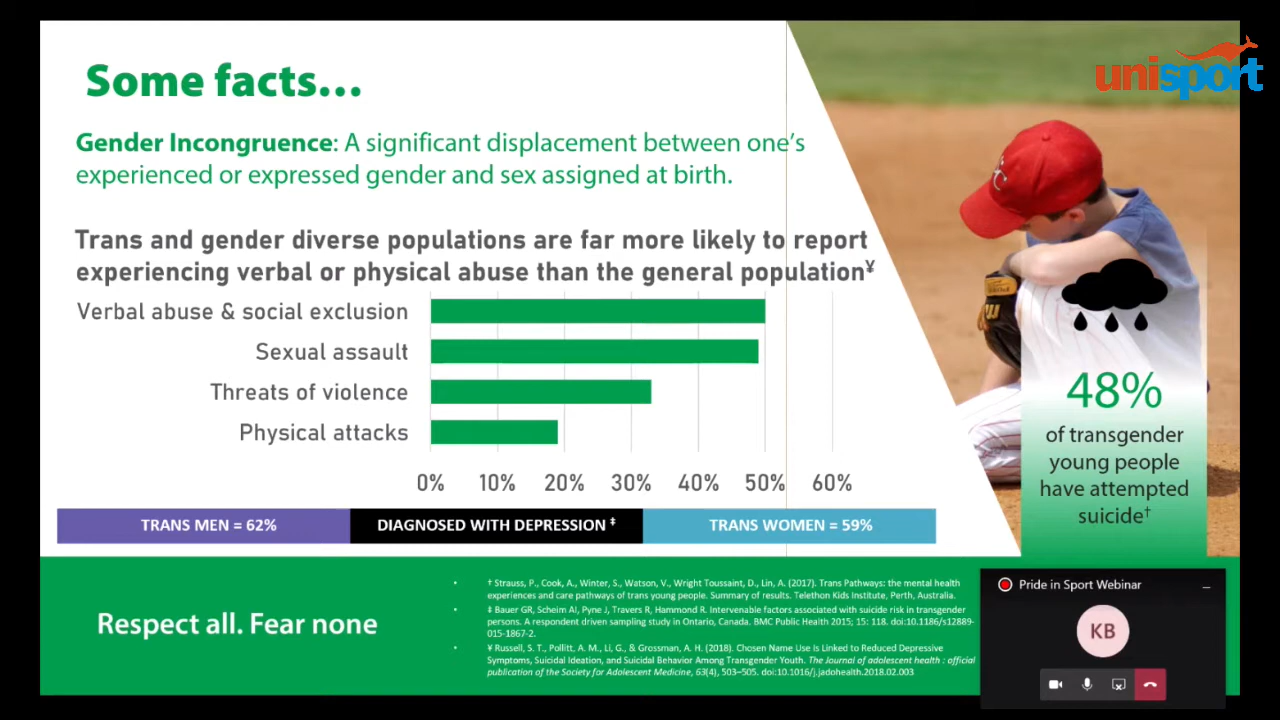 Some facts...
unisport
Gender Incongruence: A significant displacement between one's
experienced or expressed gender and sex assigned at birth.
Trans and gender diverse populations are far more likely to report
experiencing verbal or physical abuse than the general population¥
Verbal abuse & social exclusion
Sexual assault
Threats of violence
Physical attacks
0% 10% 20% 30% 40% 50% 60%
48%
of transgender
young people
have attempted
suicide†
TRANS MEN = 62% DIAGNOSED WITH DEPRESSION ‡ TRANS WOMEN = 59%
Respect all. Fear none
• † Strauss, P., Cook, A., Winter, S., Watson, V., Wright Toussaint, D., Lin, A. (2017). Trans Pathways: the mental health
experiences and care pathways of trans young people. Summary of results. Telethon Kids Institute, Perth, Australia.
• ‡ Bauer GR, Scheim AI, Pyne J, Travers R, Hammond R. Intervenable factors associated with suicide risk in transgender
persons. A respondent driven sampling study in Ontario, Canada. BMC Public Health 2015; 15: 118. doi:10.1186/s12889-
015-1867-2.
• ¥ Russell, S. T., Pollitt, A. M., Li, G., & Grossman, A. H. (2018). Chosen Name Use Is Linked to Reduced Depressive
Symptoms, Suicidal Ideation, and Suicidal Behavior Among Transgender Youth. The Journal of adolescent health : official
publication of the Society for Adolescent Medicine, 63(4), 503–505. doi:10.1016/j.jadohealth.2018.02.003
Pride in Sport Webinar
KB